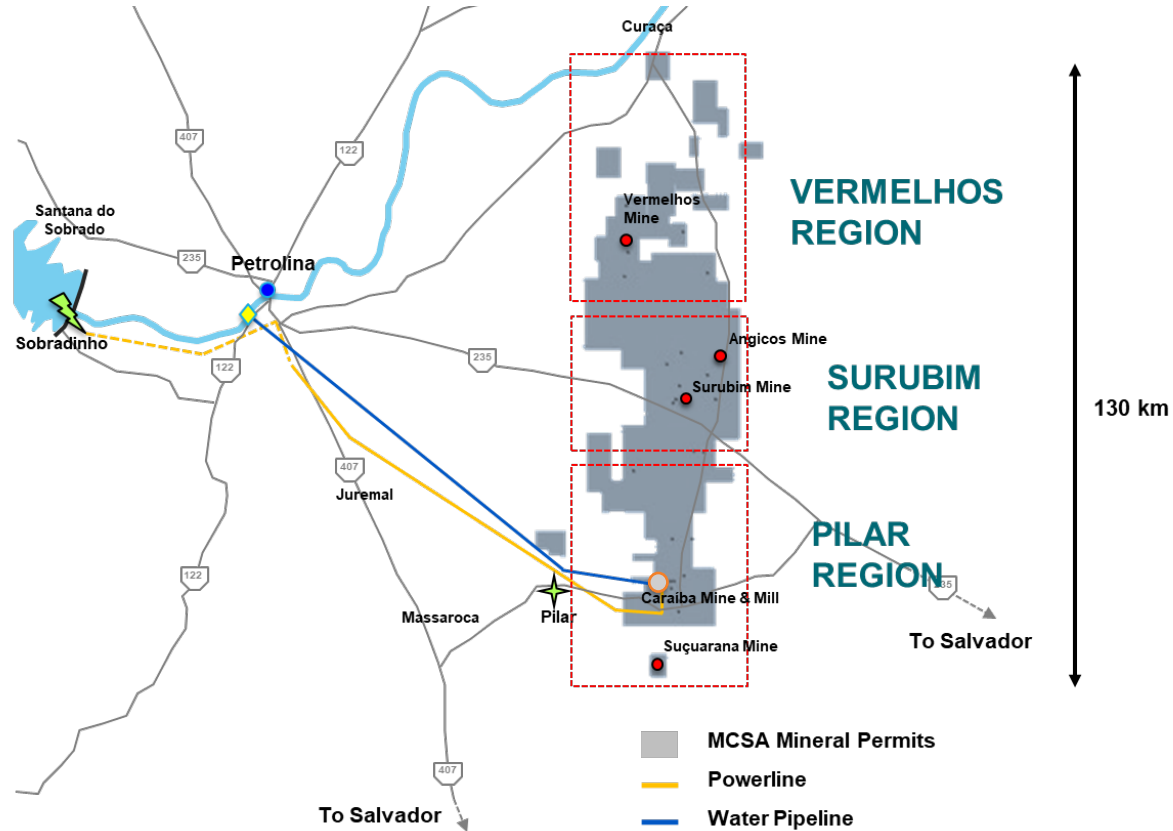 Curaça
407
122
VERMELHOS
REGION
Vermelhos
Mine
Santana do
Sobrado
235
Petrolina
Sobradinho
122
235
Angicos Mine
Surubim Mine
SURUBIM
REGION
130 km
407
Juremal
PILAR
REGION
122
235
Caraiba Mine & Mill
Massaroca
Pilar
To Salvador
Suçuarana Mine
407
To Salvador
MCSA Mineral Permits
Powerline
Water Pipeline